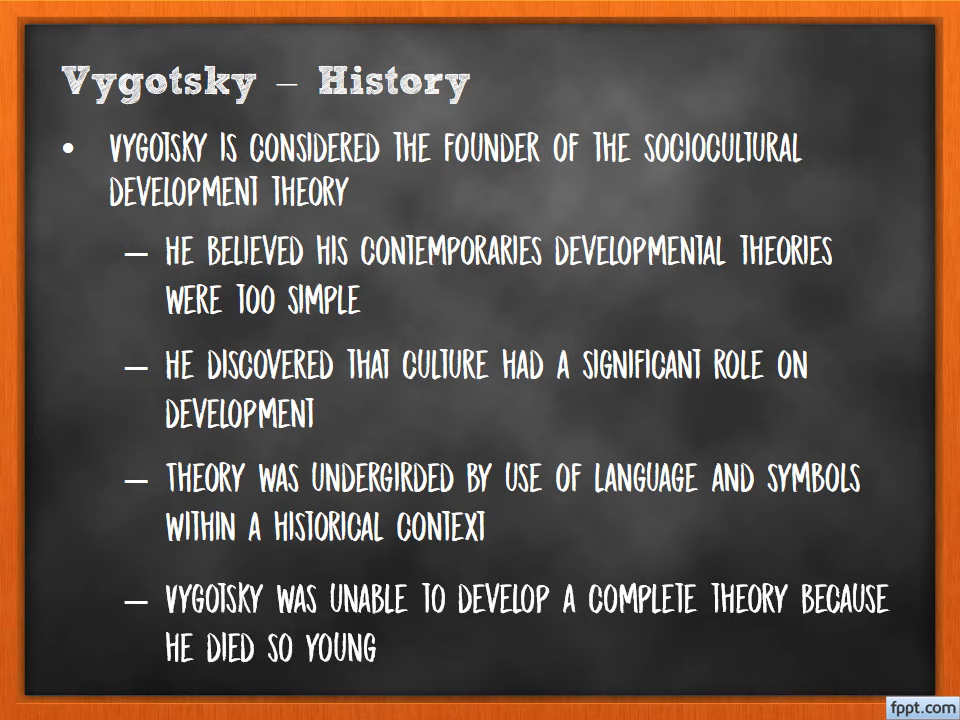 Vygotsky – History
• VYGOTSKY IS CONSIDERED THE FOUNDER OF THE SOCIOCULTURAL
DEVELOPMENT THEORY
– HE BELIEVED HIS CONTEMPORARIES DEVELOPMENTAL THEORIES
WERE TOO SIMPLE
– HE DISCOVERED THAT CULTURE HAD A SIGNIFICANT ROLE ON
DEVELOPMENT
– THEORY WAS UNDERGIRDED BY USE OF LANGUAGE AND SYMBOLS
WITHIN A HISTORICAL CONTEXT
– VYGOTSKY WAS UNABLE TO DEVELOP A COMPLETE THEORY BECAUSE
HE DIED SO YOUNG
fppt.com